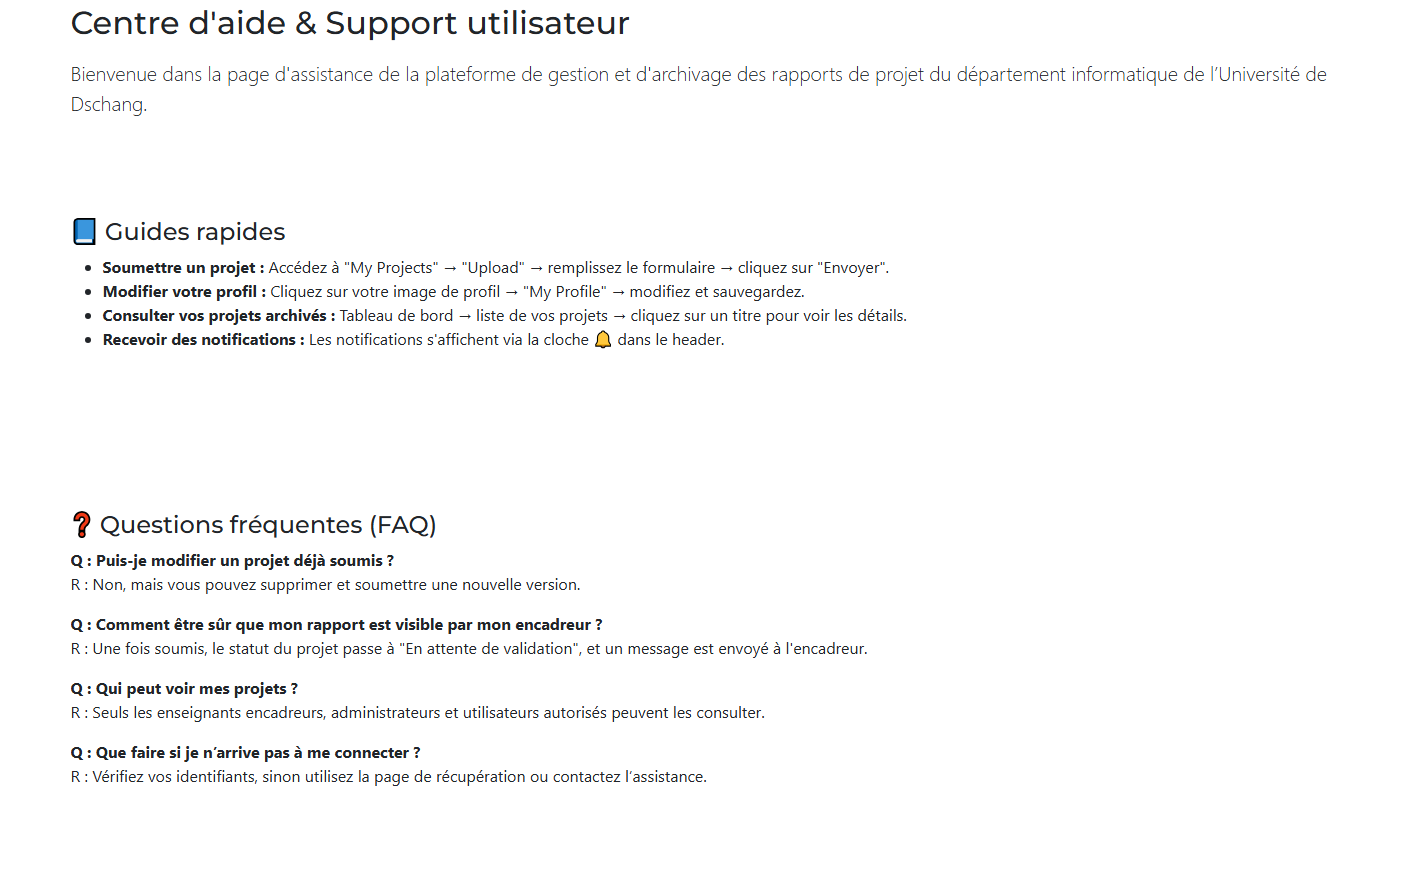 Centre d'aide & Support utilisateur
Bienvenue dans la page d'assistance de la plateforme de gestion et d'archivage des rapports de projet du département informatique de l’Université de
Dschang.
📘 Guides rapides
• Soumettre un projet : Accédez à "My Projects" → "Upload" → remplissez le formulaire → cliquez sur "Envoyer".
• Modifier votre profil : Cliquez sur votre image de profil → "My Profile" → modifiez et sauvegardez.
• Consulter vos projets archivés : Tableau de bord → liste de vos projets → cliquez sur un titre pour voir les détails.
• Recevoir des notifications : Les notifications s'affichent via la cloche 🔔 dans le header.
❓ Questions fréquentes (FAQ)
Q : Puis-je modifier un projet déjà soumis ?
R : Non, mais vous pouvez supprimer et soumettre une nouvelle version.
Q : Comment être sûr que mon rapport est visible par mon encadreur ?
R : Une fois soumis, le statut du projet passe à "En attente de validation", et un message est envoyé à l'encadreur.
Q : Qui peut voir mes projets ?
R : Seuls les enseignants encadreurs, administrateurs et utilisateurs autorisés peuvent les consulter.
Q : Que faire si je n’arrive pas à me connecter ?
R : Vérifiez vos identifiants, sinon utilisez la page de récupération ou contactez l’assistance.